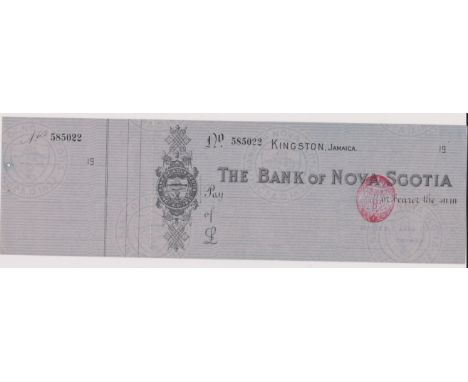 No 585022
19
No. 585022 KINGSTON, JAMAICA. 19
THE BANK OF NOVA SCOTIA
Pay or bearer the sum
of
£